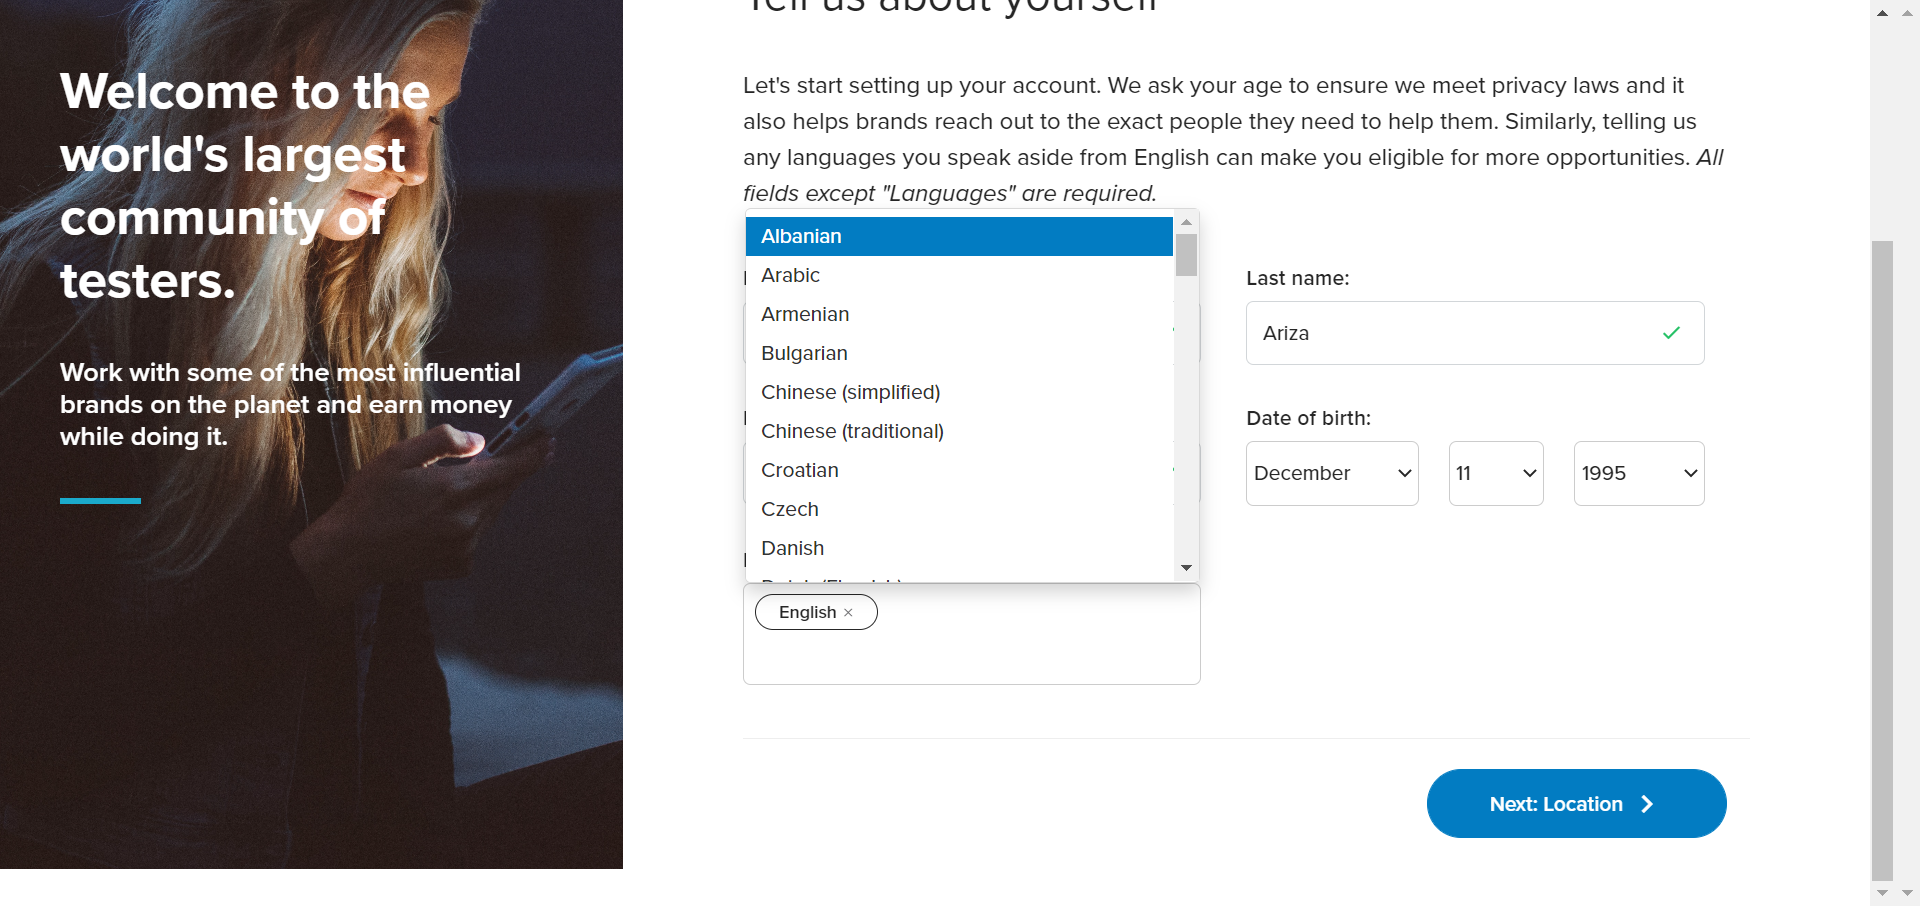 Tell us about yourself
Welcome to the
world's largest
community of
testers.
Work with some of the most influential
brands on the planet and earn money
while doing it.
Let's start setting up your account. We ask your age to ensure we meet privacy laws and it
also helps brands reach out to the exact people they need to help them. Similarly, telling us
any languages you speak aside from English can make you eligible for more opportunities. All
fields except "Languages" are required.
Albanian
Arabic
Armenian
Bulgarian
Chinese (simplified)
Chinese (traditional)
Croatian
Czech
Danish
English ×
Last name:
Ariza
Date of birth:
December 11 1995
Next: Location